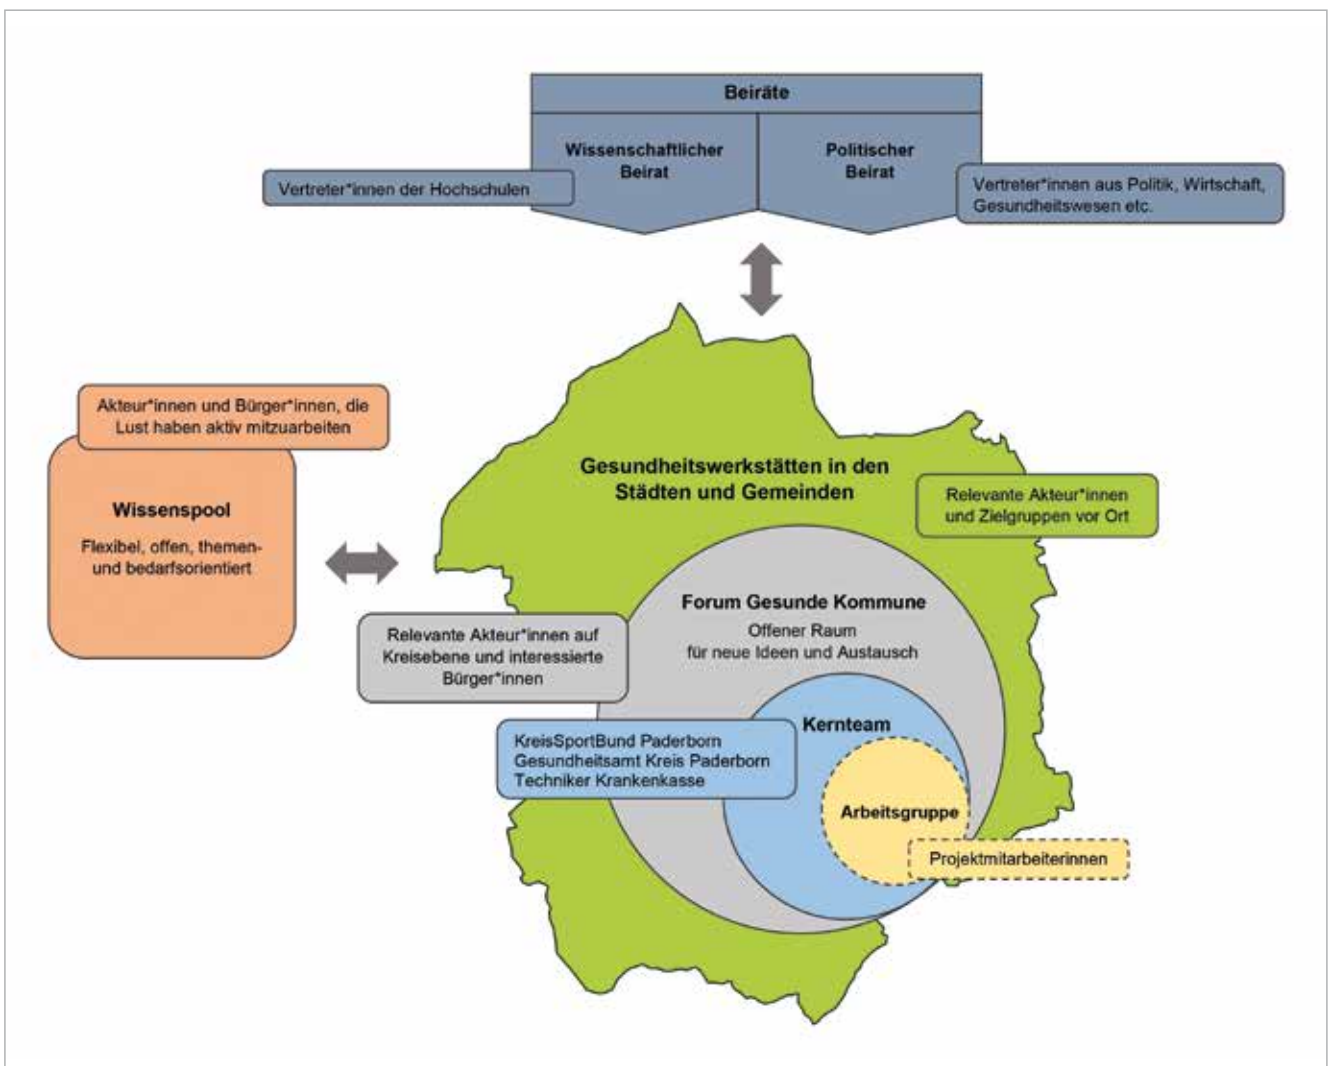 Beiräte
Wissenschaftlicher
Beirat
Politischer
Beirat
Vertreter*innen der Hochschulen
Vertreter*innen aus Politik, Wirtschaft,
Gesundheitswesen etc.
Akteur*innen und Bürger*innen, die
Lust haben aktiv mitzuarbeiten
Wissenspool
Flexibel, offen, themen-
und bedarfsorientiert
Gesundheitswerkstätten in den
Städten und Gemeinden
Relevante Akteur*innen
und Zielgruppen vor Ort
Forum Gesunde Kommune
Offener Raum
für neue Ideen und Austausch
Relevante Akteur*innen auf
Kreisebene und interessierte
Bürger*innen
Kernteam
KreisSportBund Paderborn
Gesundheitsamt Kreis Paderborn
Techniker Krankenkasse
Arbeitsgruppe
Projektmitarbeiterinnen